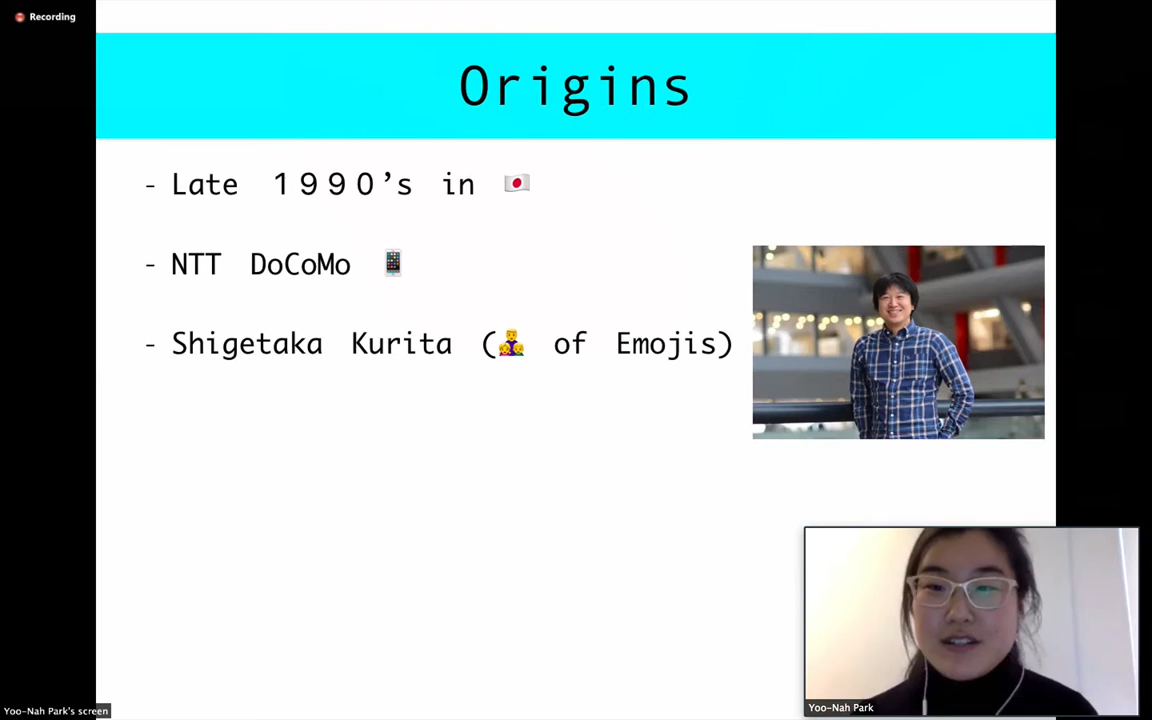 Recording
Origins
- Late 1990’s in 🇯🇵
- NTT DoCoMo 📱
- Shigetaka Kurita (👨‍👧‍👦 of Emojis)
Yoo-Nah Park's screen
Yoo-Nah Park